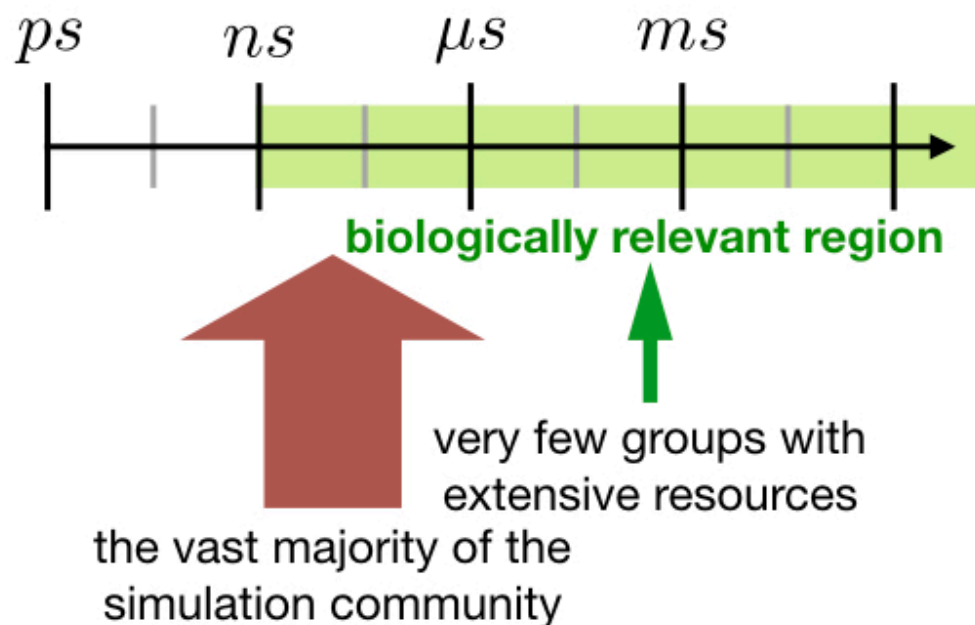 ps ns μs ms
biologically relevant region
very few groups with
extensive resources
the vast majority of the
simulation community